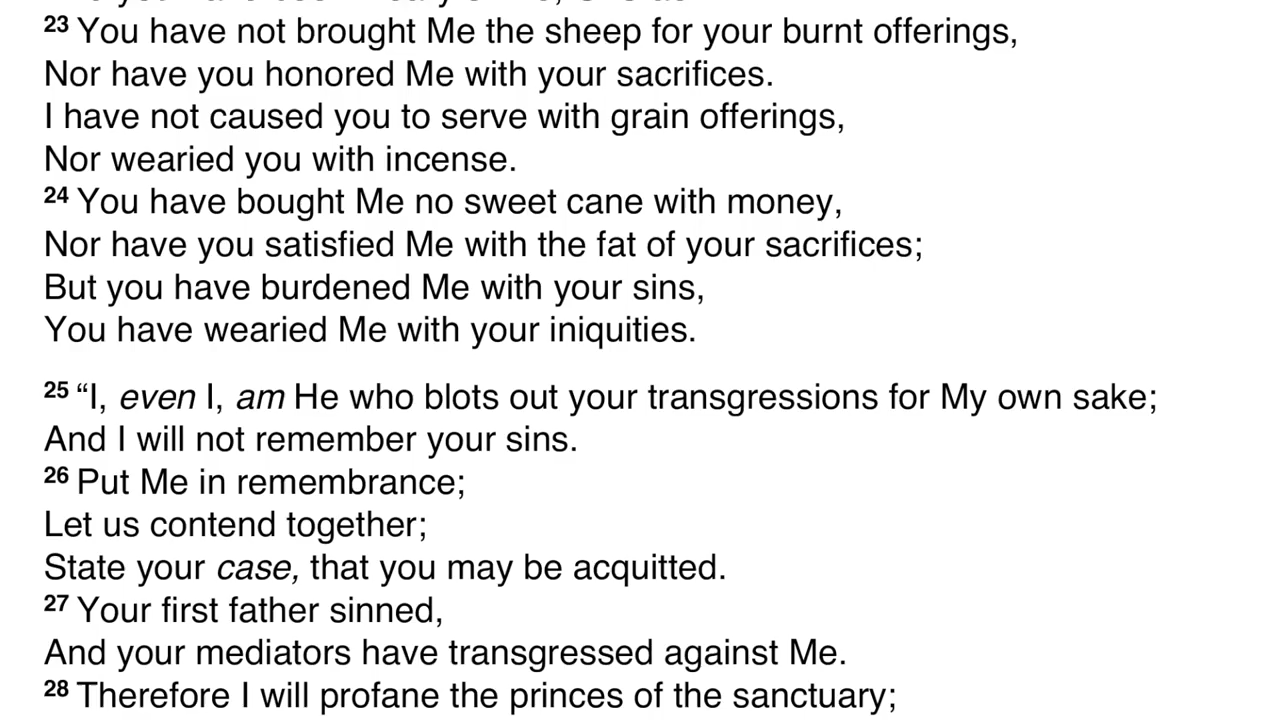 23 You have not brought Me the sheep for your burnt offerings,
Nor have you honored Me with your sacrifices.
I have not caused you to serve with grain offerings,
Nor wearied you with incense.
24 You have bought Me no sweet cane with money,
Nor have you satisfied Me with the fat of your sacrifices;
But you have burdened Me with your sins,
You have wearied Me with your iniquities.
25 “I, even I, am He who blots out your transgressions for My own sake;
And I will not remember your sins.
26 Put Me in remembrance;
Let us contend together;
State your case, that you may be acquitted.
27 Your first father sinned,
And your mediators have transgressed against Me.
28 Therefore I will profane the princes of the sanctuary;